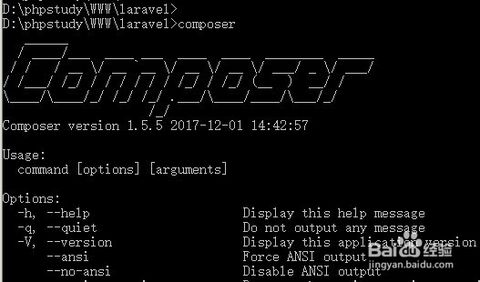 D:\phpstudy\WWW\laravel>
D:\phpstudy\WWW\laravel>composer
Composer
Composer version 1.5.5 2017-12-01 14:42:57
Usage:
command [options] [arguments]
Options:
-h, --help Display this help message
-q, --quiet Do not output any message
-V, --version Display this application version
--ansi Force ANSI output
--no-ansi Disable ANSI output
Baidu 经验
jingyan.baidu.com